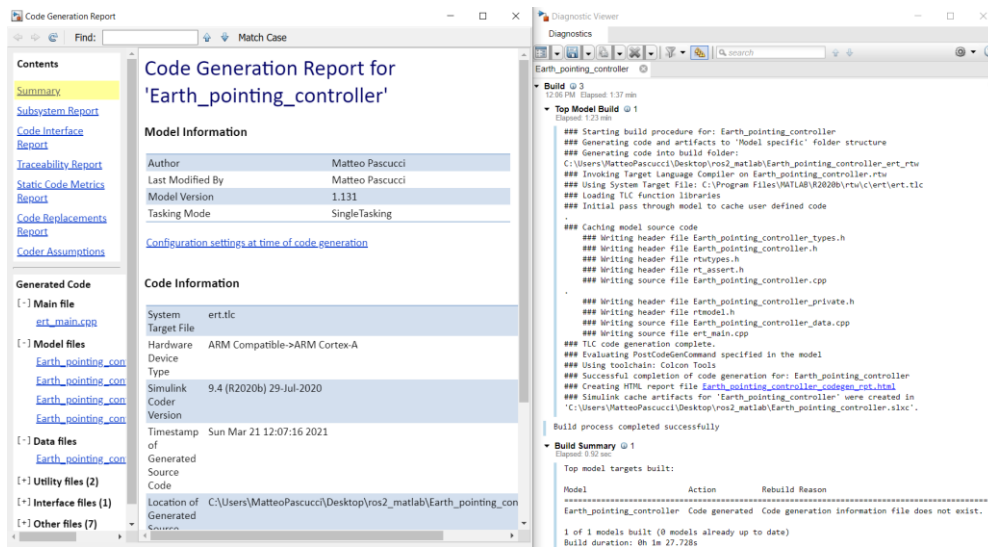 Code Generation Report
Find:
Match Case
Contents
Summary
Subsystem Report
Code Interface
Report
Traceability Report
Static Code Metrics
Report
Code Replacements
Report
Coder Assumptions
Generated Code
[-] Main file
ert_main.cpp
[-] Model files
Earth_pointing_con
Earth_pointing_con
Earth_pointing_con
Earth_pointing_con
[-] Data files
Earth_pointing_con
[+] Utility files (2)
[+] Interface files (1)
[+] Other files (7)
Code Generation Report for
'Earth_pointing_controller'
Model Information
Author Matteo Pascucci
Last Modified By Matteo Pascucci
Model Version 1.131
Tasking Mode SingleTasking
Configuration settings at time of code generation
Code Information
System ert.tlc
Target File
Hardware ARM Compatible->ARM Cortex-A
Device
Type
Simulink 9.4 (R2020b) 29-Jul-2020
Coder
Version
Timestamp Sun Mar 21 12:07:16 2021
of
Generated
Source
Code
Location of C:\Users\MatteoPascucci\Desktop\ros2_matlab\Earth_pointing_con
Generated
Source
Diagnostic Viewer
Diagnostics
search
Earth_pointing_controller
Build 3
12:06 PM Elapsed: 1:37 min
Top Model Build 1
Elapsed: 1:23 min
### Starting build procedure for: Earth_pointing_controller
### Generating code and artifacts to 'Model specific' folder structure
### Generating code into build folder:
C:\Users\MatteoPascucci\Desktop\ros2_matlab\Earth_pointing_controller_ert_rtw
### Invoking Target Language Compiler on Earth_pointing_controller.rtw
### Using System Target File: C:\Program Files\MATLAB\R2020b\rtw\c\ert\ert.tlc
### Loading TLC function libraries
### Initial pass through model to cache user defined code
.
### Caching model source code
### Writing header file Earth_pointing_controller_types.h
### Writing header file Earth_pointing_controller.h
### Writing header file rtwtypes.h
### Writing header file rt_assert.h
### Writing source file Earth_pointing_controller.cpp
.
### Writing header file Earth_pointing_controller_private.h
### Writing header file rtmodel.h
### Writing source file Earth_pointing_controller_data.cpp
### Writing source file ert_main.cpp
### TLC code generation complete.
### Evaluating PostCodeGenCommand specified in the model
### Using toolchain: Colcon Tools
### Successful completion of code generation for: Earth_pointing_controller
### Creating HTML report file Earth_pointing_controller_codegen_rpt.html
### Simulink cache artifacts for 'Earth_pointing_controller' were created in
'C:\Users\MatteoPascucci\Desktop\ros2_matlab\Earth_pointing_controller.slxc'.
Build process completed successfully
Build Summary 1
Elapsed: 0.92 sec
Top model targets built:
Model Action Rebuild Reason
Earth_pointing_controller Code generated Code generation information file does not exist.
1 of 1 models built (0 models already up to date)
Build duration: 0h 1m 27.728s